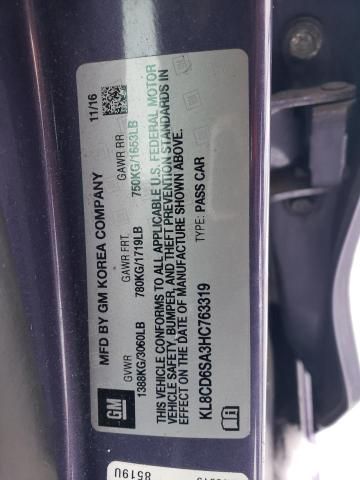 MFD BY GM KOREA COMPANY 11/16
GVWR GAWR FRT GAWR RR
1388KG/3060LB 780KG/1719LB 750KG/1653LB
THIS VEHICLE CONFORMS TO ALL APPLICABLE U.S. FEDERAL MOTOR
VEHICLE SAFETY, BUMPER, AND THEFT PREVENTION STANDARDS IN
EFFECT ON THE DATE OF MANUFACTURE SHOWN ABOVE.
TYPE: PASS CAR
KL8CD6SA3HC763319
GM
8519U